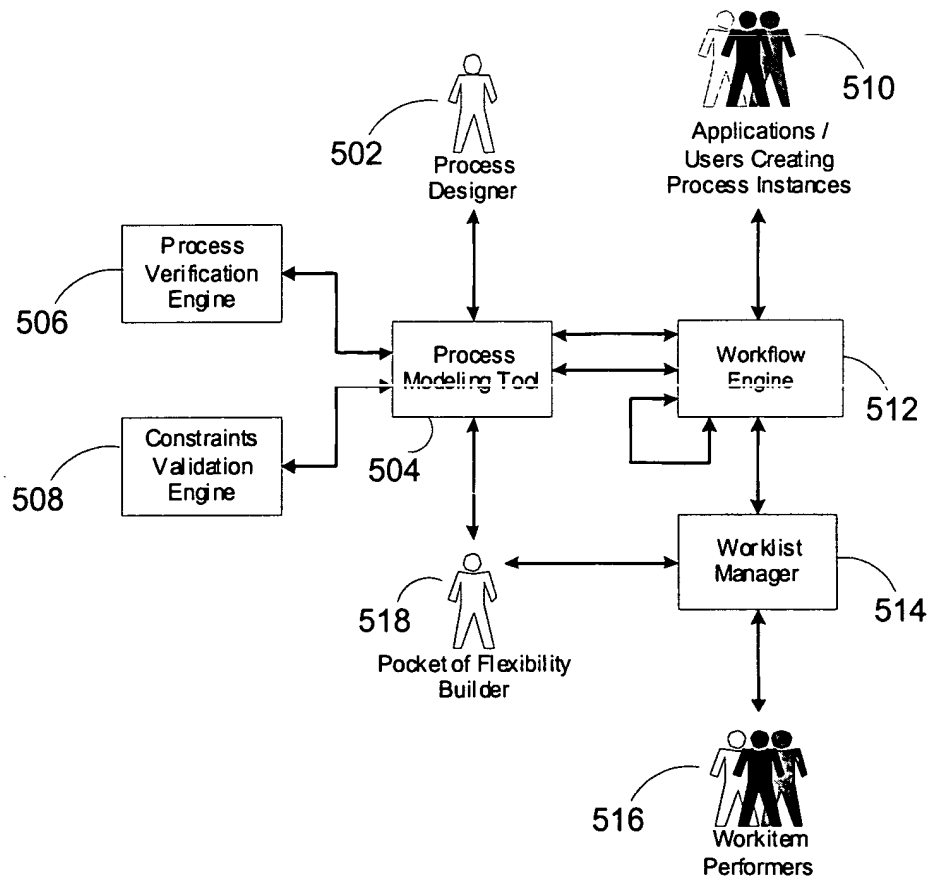 510
Applications /
Users Creating
Process Instances
502
Process
Designer
Process
Verification
Engine
506
Process
Modeling Tool
504
Workflow
Engine
512
Constraints
Validation
Engine
508
Worklist
Manager
514
518
Pocket of Flexibility
Builder
516
Workitem
Performers